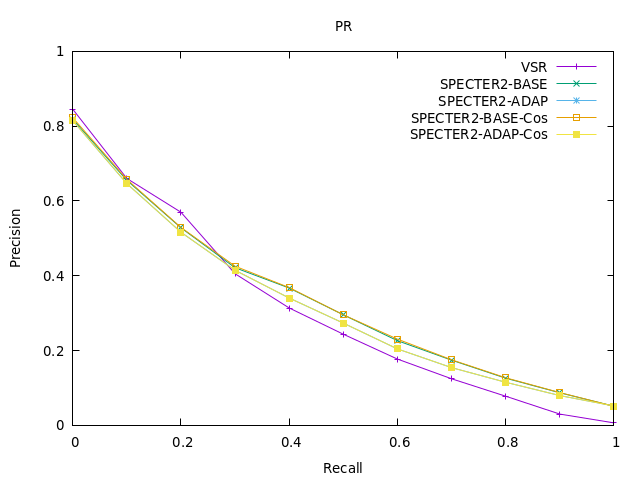 PR
1
0.8
0.6
0.4
0.2
0
Precision
VSR
SPECTER2-BASE
SPECTER2-ADAP
SPECTER2-BASE-Cos
SPECTER2-ADAP-Cos
0 0.2 0.4 0.6 0.8 1
Recall